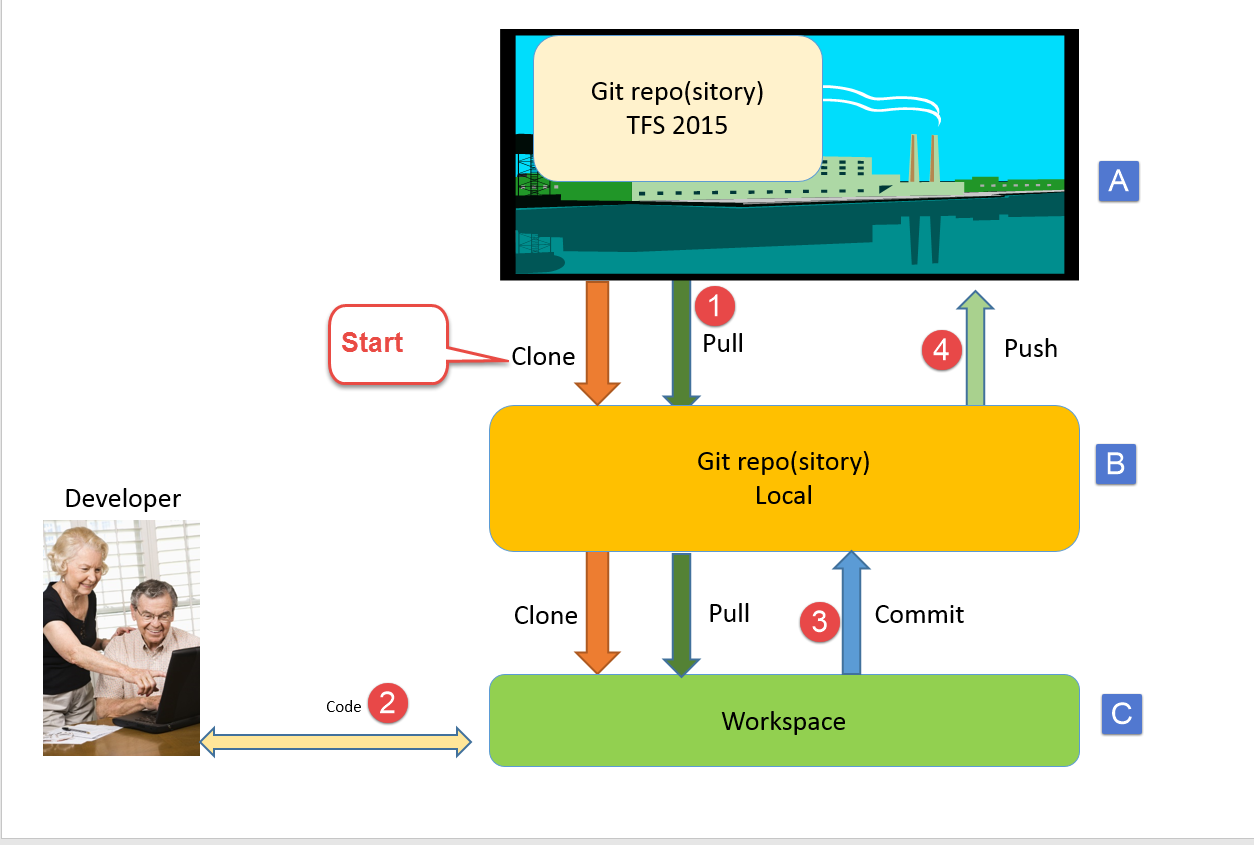 Git repo(sitory)
TFS 2015
A
1
Start
Clone
Pull
4
Push
Git repo(sitory)
Local
B
Developer
Clone
Pull
3
Commit
Code
2
Workspace
C